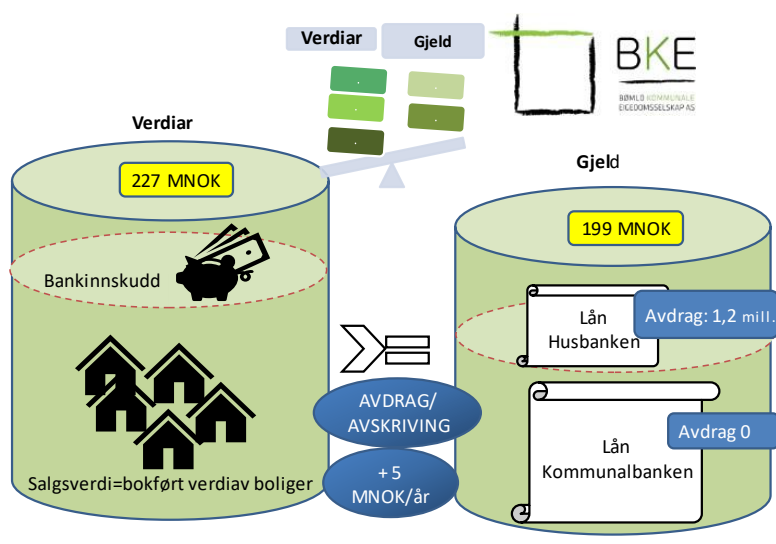 Verdiar
Gjeld
BKE
BØMLO KOMMUNALE
EIGEDOMSSELSKAP AS
Verdiar
227 MNOK
Bankinnskudd
Salgsverdi=bokført verdiav boliger
AVDRAG/
AVSKRIVING
+ 5
MNOK/år
Gjeld
199 MNOK
Lån
Husbanken
Avdrag: 1,2 mill.
Lån
Kommunalbanken
Avdrag 0